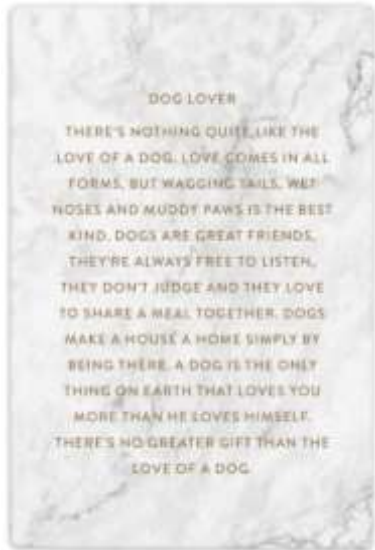 DOG LOVER
THERE'S NOTHING QUITE LIKE THE
LOVE OF A DOG. LOVE COMES IN ALL
FORMS, BUT WAGGING TAILS, WET
NOSES AND MUDDY PAWS IS THE BEST
KIND. DOGS ARE GREAT FRIENDS,
THEY'RE ALWAYS FREE TO LISTEN,
THEY DON'T JUDGE AND THEY LOVE
TO SHARE A MEAL TOGETHER. DOGS
MAKE A HOUSE A HOME SIMPLY BY
BEING THERE. A DOG IS THE ONLY
THING ON EARTH THAT LOVES YOU
MORE THAN HE LOVES HIMSELF.
THERE'S NO GREATER GIFT THAN THE
LOVE OF A DOG.